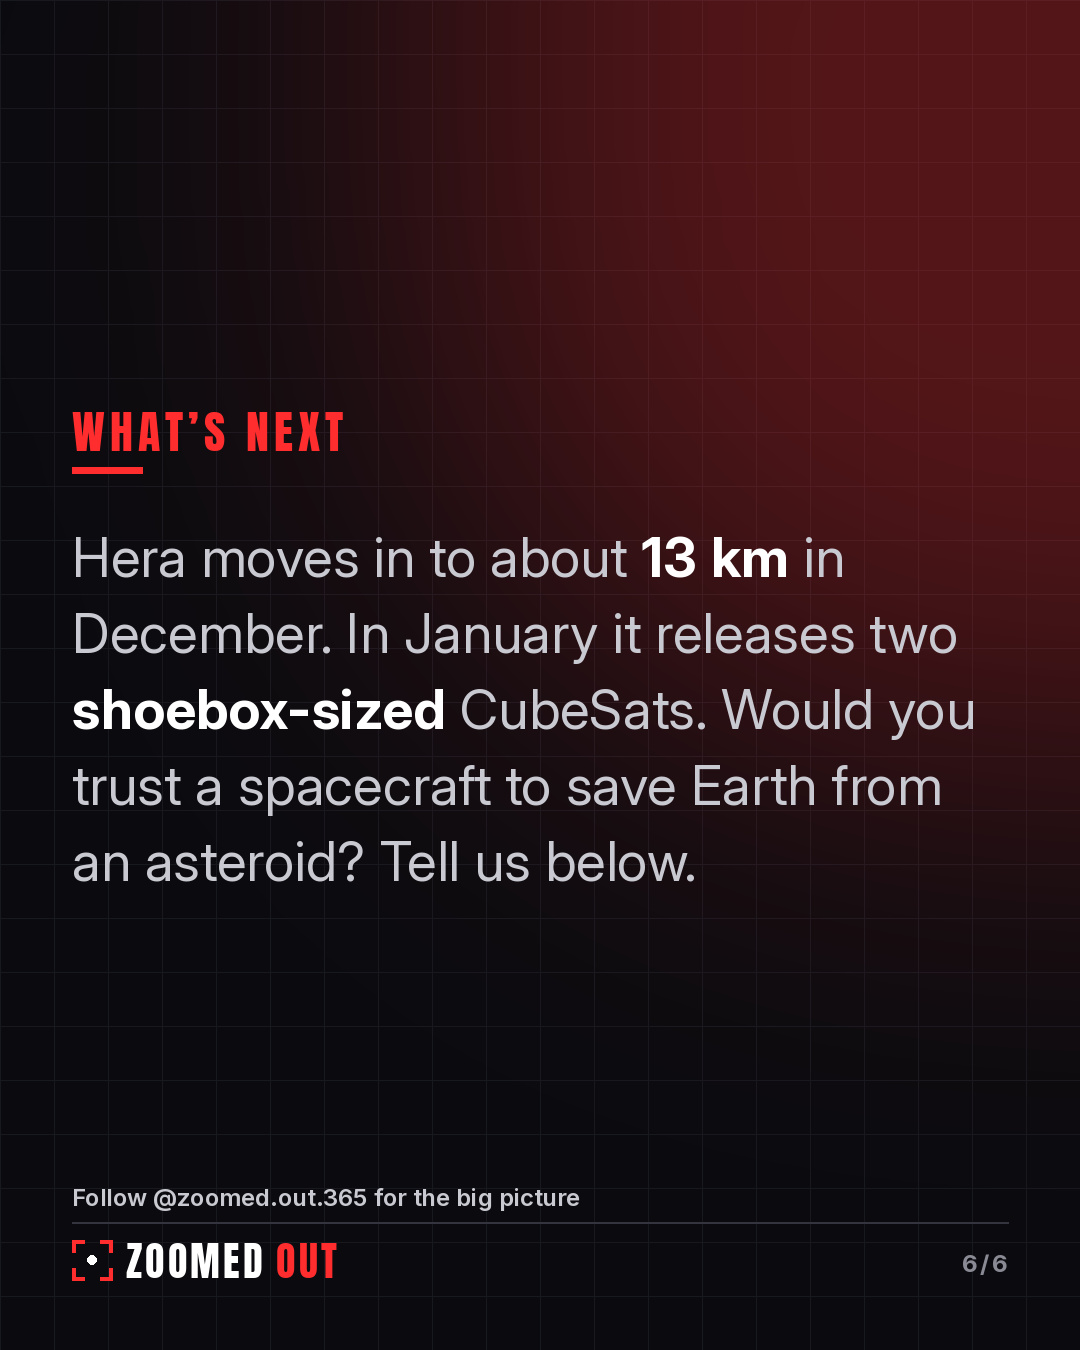 WHAT’S NEXT
Hera moves in to about 13 km in
December. In January it releases two
shoebox-sized CubeSats. Would you
trust a spacecraft to save Earth from
an asteroid? Tell us below.
Follow @zoomed.out.365 for the big picture
ZOOMED OUT
6/6